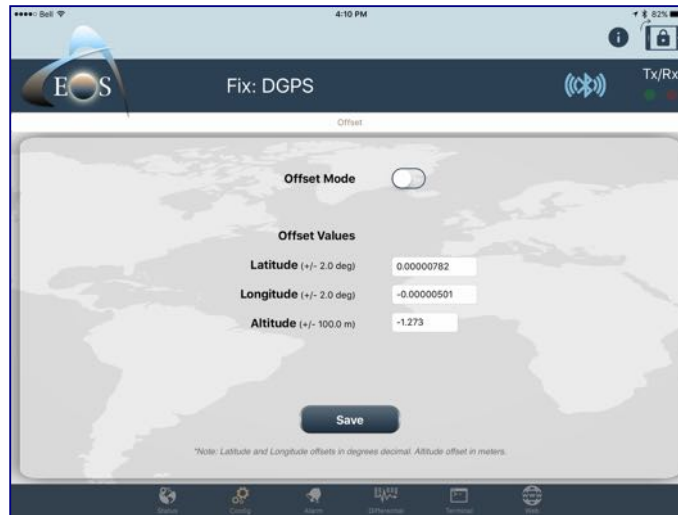 Bell 4:10 PM 82%
EOS Fix: DGPS Tx/Rx
Offset
Offset Mode
Offset Values
Latitude (+/- 2.0 deg) 0.00000782
Longitude (+/- 2.0 deg) -0.00000501
Altitude (+/- 100.0 m) -1.273
Save
*Note: Latitude and Longitude offsets in degrees decimal. Altitude offset in meters.
Status Config Alarm Differential Terminal Web